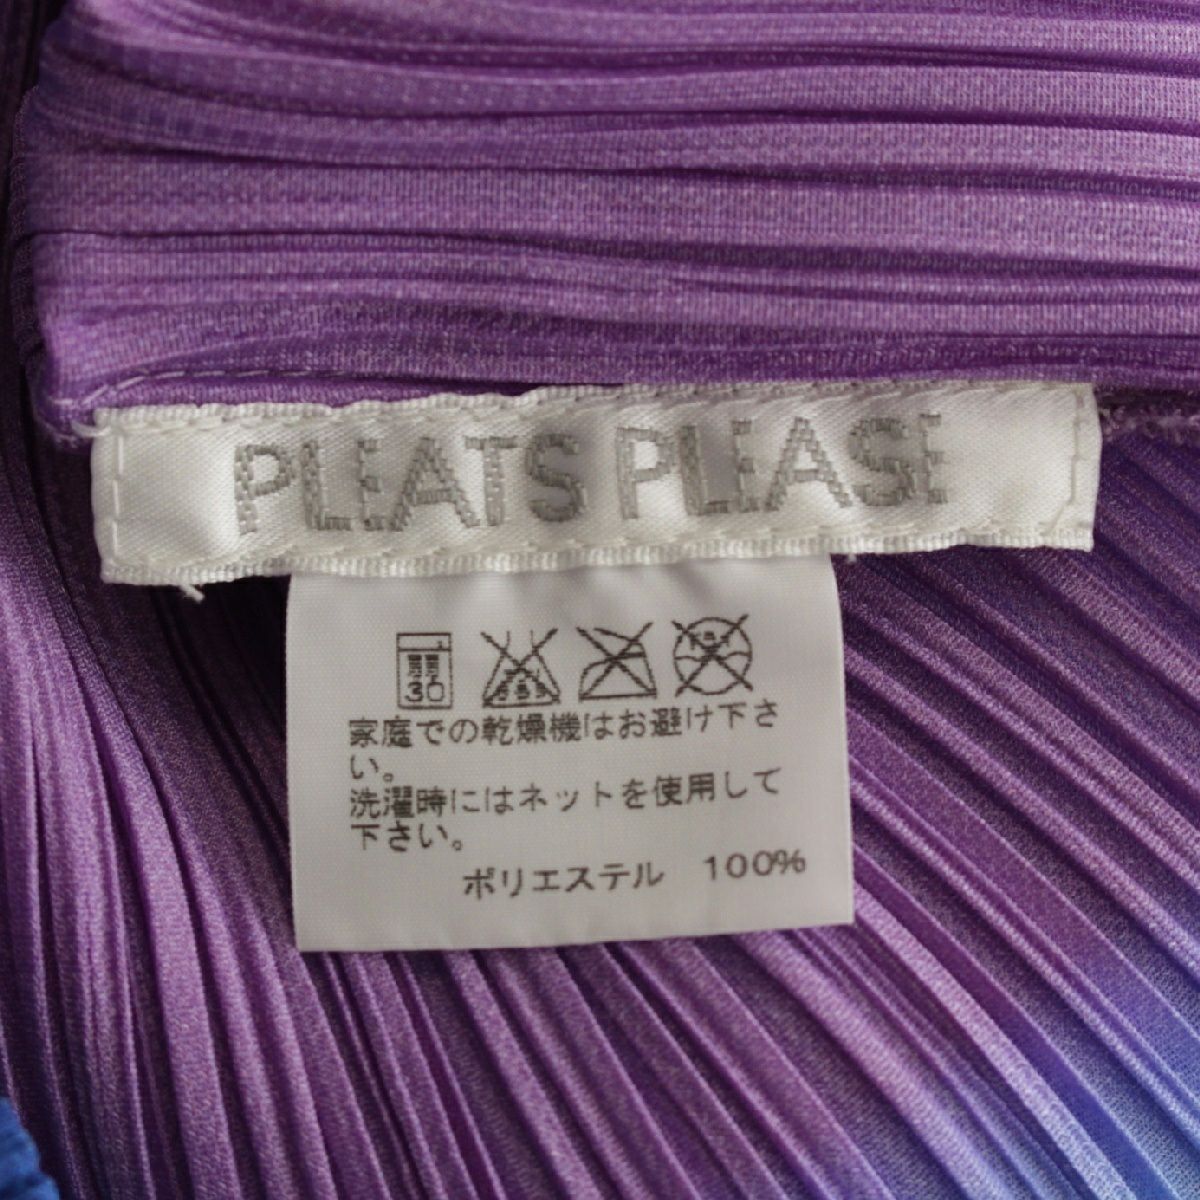 PLEATS PLEASE
弱
30
家庭での乾燥機はお避け下さ
い。
洗濯時にはネットを使用して
下さい。
ポリエステル 100%